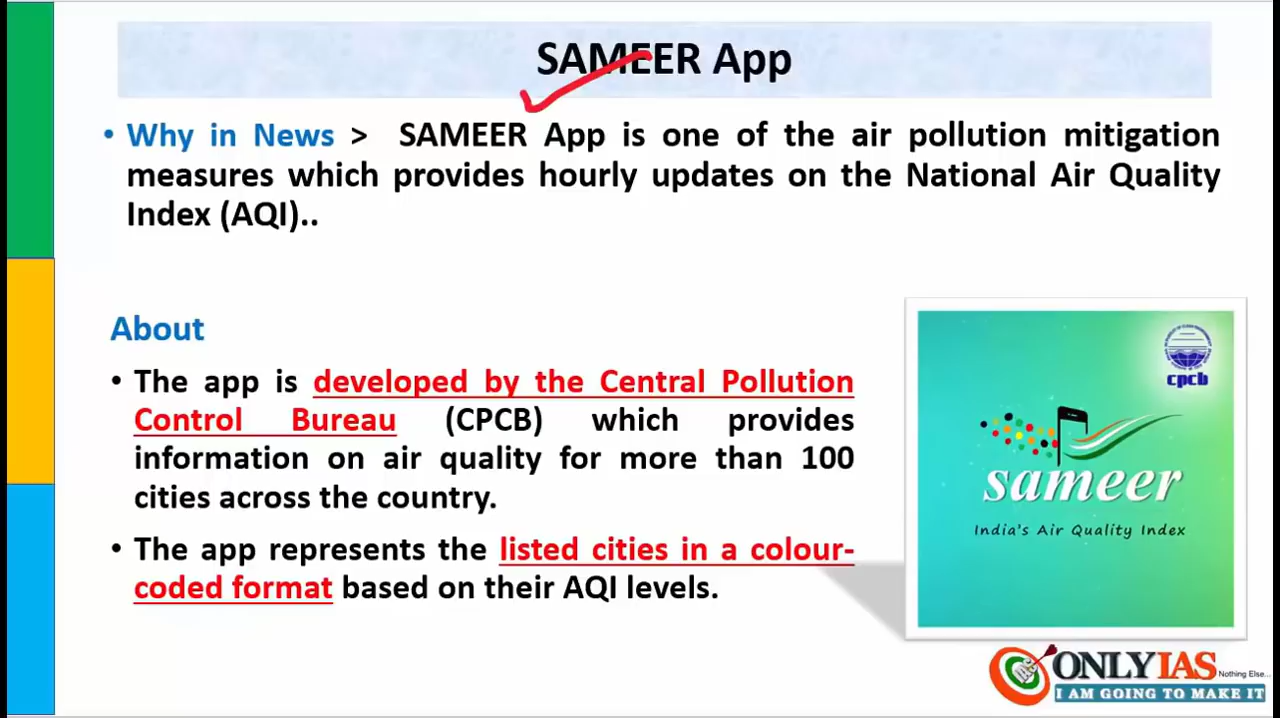 SAMEER App
• Why in News > SAMEER App is one of the air pollution mitigation
measures which provides hourly updates on the National Air Quality
Index (AQI)..
About
• The app is developed by the Central Pollution
Control Bureau (CPCB) which provides
information on air quality for more than 100
cities across the country.
• The app represents the listed cities in a colour-
coded format based on their AQI levels.
cpcb
sameer
India's Air Quality Index
ONLYIAS Nothing Else...
I AM GOING TO MAKE IT